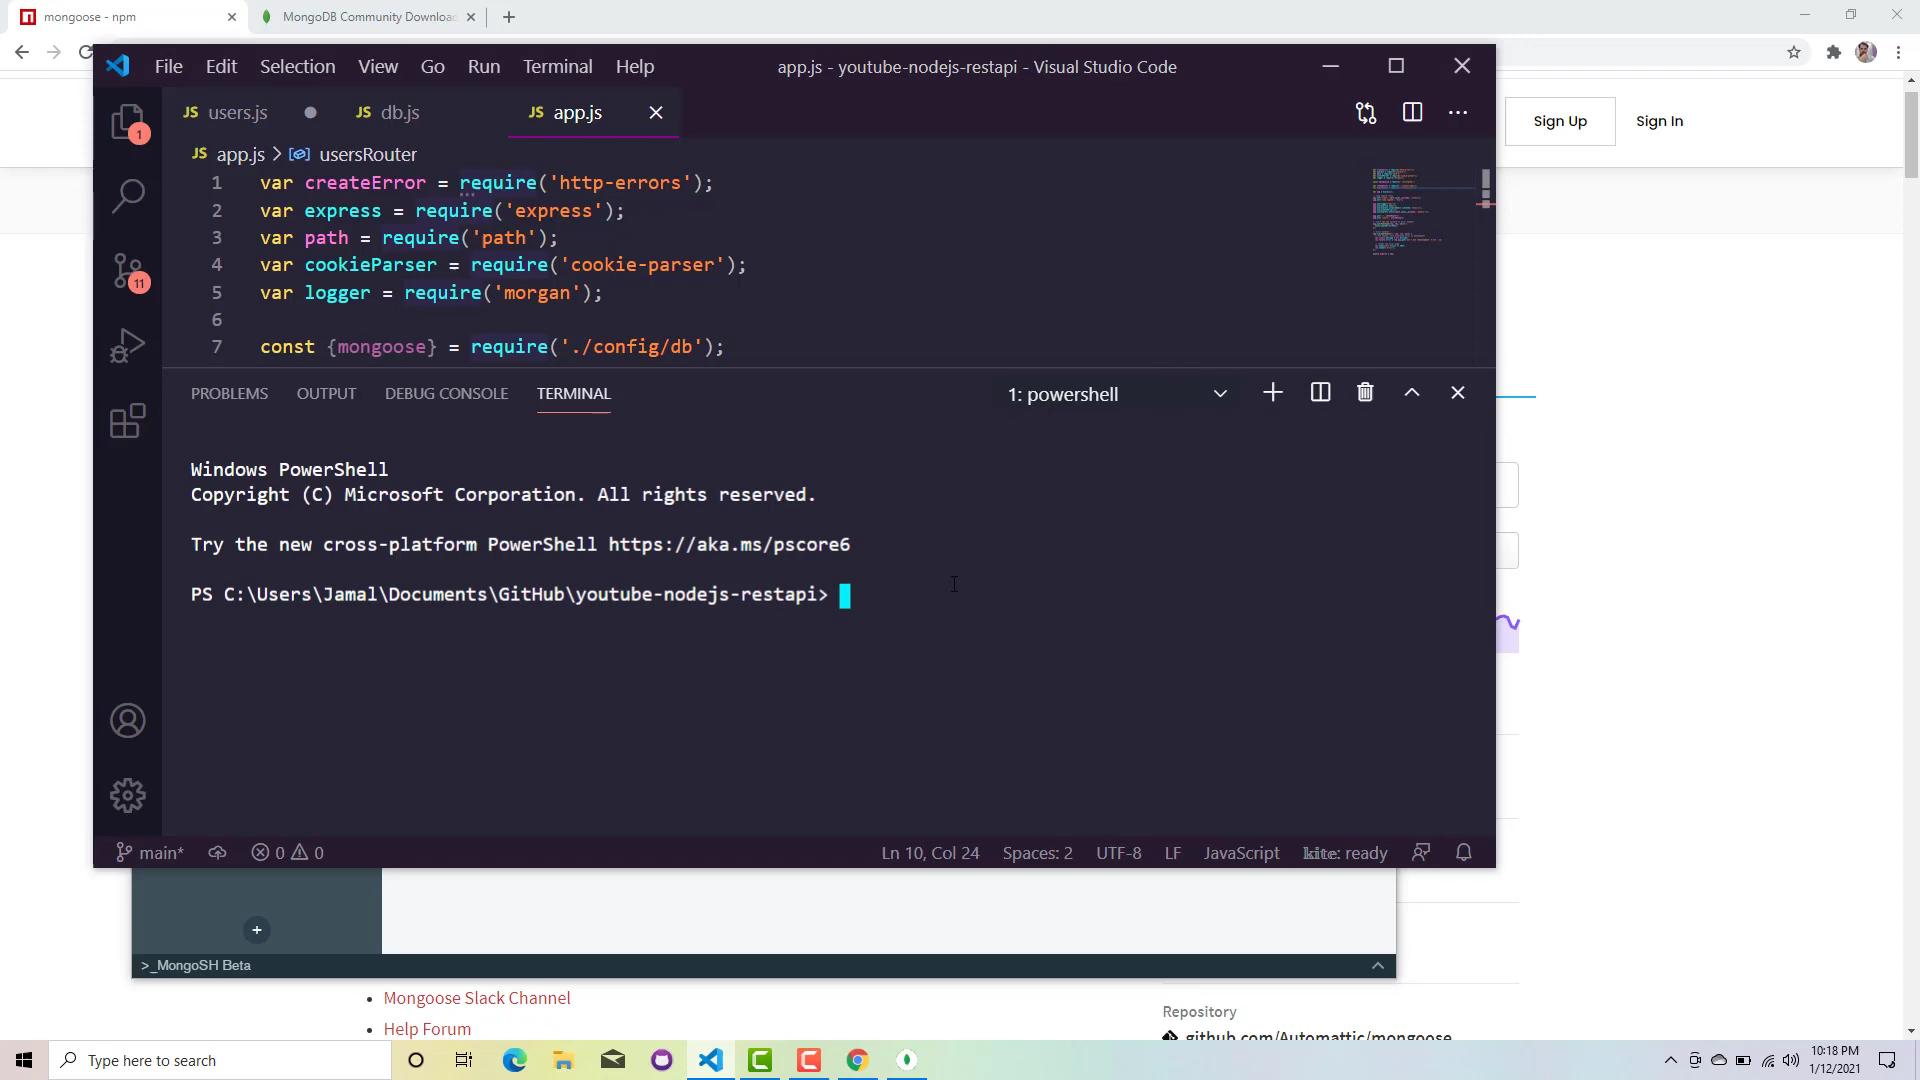 mongoose - npm
MongoDB Community Download
File Edit Selection View Go Run Terminal Help
app.js - youtube-nodejs-restapi - Visual Studio Code
JS users.js
JS db.js
JS app.js
JS app.js > usersRouter
1 var createError = require('http-errors');
2 var express = require('express');
3 var path = require('path');
4 var cookieParser = require('cookie-parser');
5 var logger = require('morgan');
6
7 const {mongoose} = require('./config/db');
1
11
Sign Up
Sign In
PROBLEMS OUTPUT DEBUG CONSOLE TERMINAL
1: powershell
Windows PowerShell
Copyright (C) Microsoft Corporation. All rights reserved.
Try the new cross-platform PowerShell https://aka.ms/pscore6
PS C:\Users\Jamal\Documents\GitHub\youtube-nodejs-restapi>
main* 0 0
Ln 10, Col 24 Spaces: 2 UTF-8 LF JavaScript kite: ready
+
>_MongoSH Beta
Mongoose Slack Channel
Help Forum
Repository
github.com/Automattic/mongoose
Type here to search
10:18 PM
1/12/2021